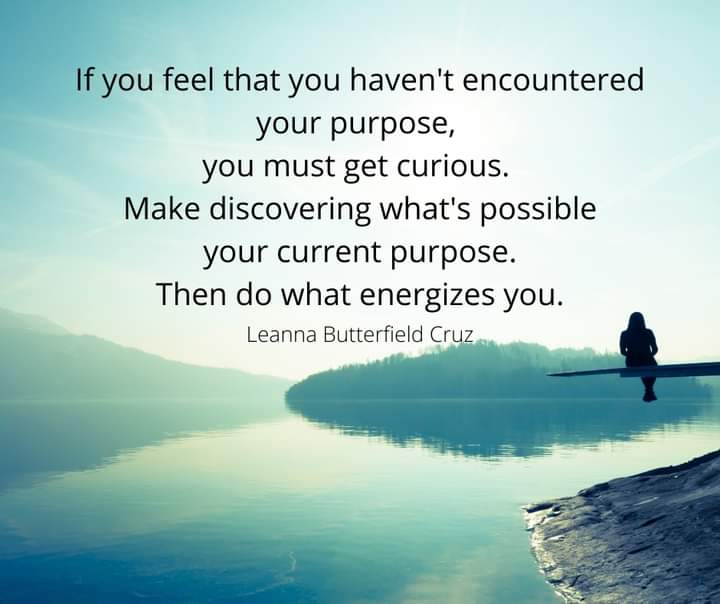 If you feel that you haven't encountered
your purpose,
you must get curious.
Make discovering what's possible
your current purpose.
Then do what energizes you.
Leanna Butterfield Cruz